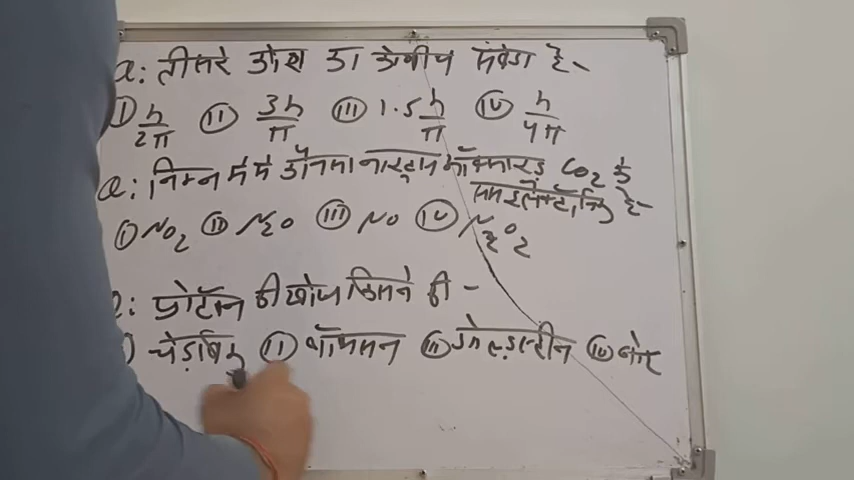 Q: तीसरे कोश का कोणीय संवेग है-
(I) h/2π (II) 3h/π (III) 1.5 h/π (IV) h/4π
Q: निम्न में से कौनसा नाइट्रोजन ऑक्साइड CO2 के
समइलेक्ट्रॉनिक है-
(I) NO2 (II) N2O (III) NO (IV) N2O2
: प्रोटॉन की खोज किसने की -
चेडविक (II) थॉमसन (III) गोल्डस्टीन (IV) बोर